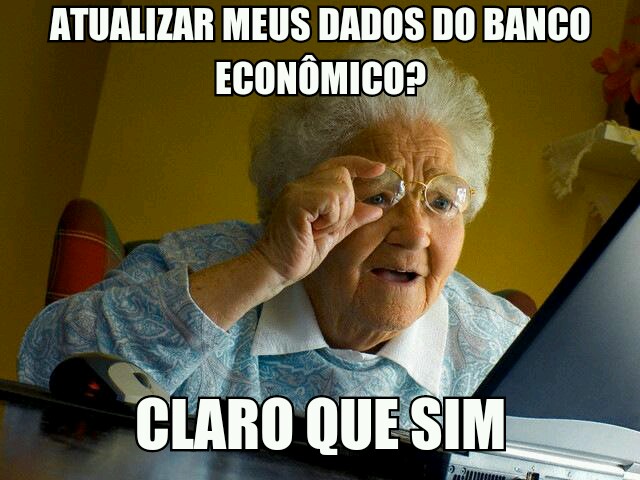 ATUALIZAR MEUS DADOS DO BANCO
ECONÔMICO?
CLARO QUE SIM